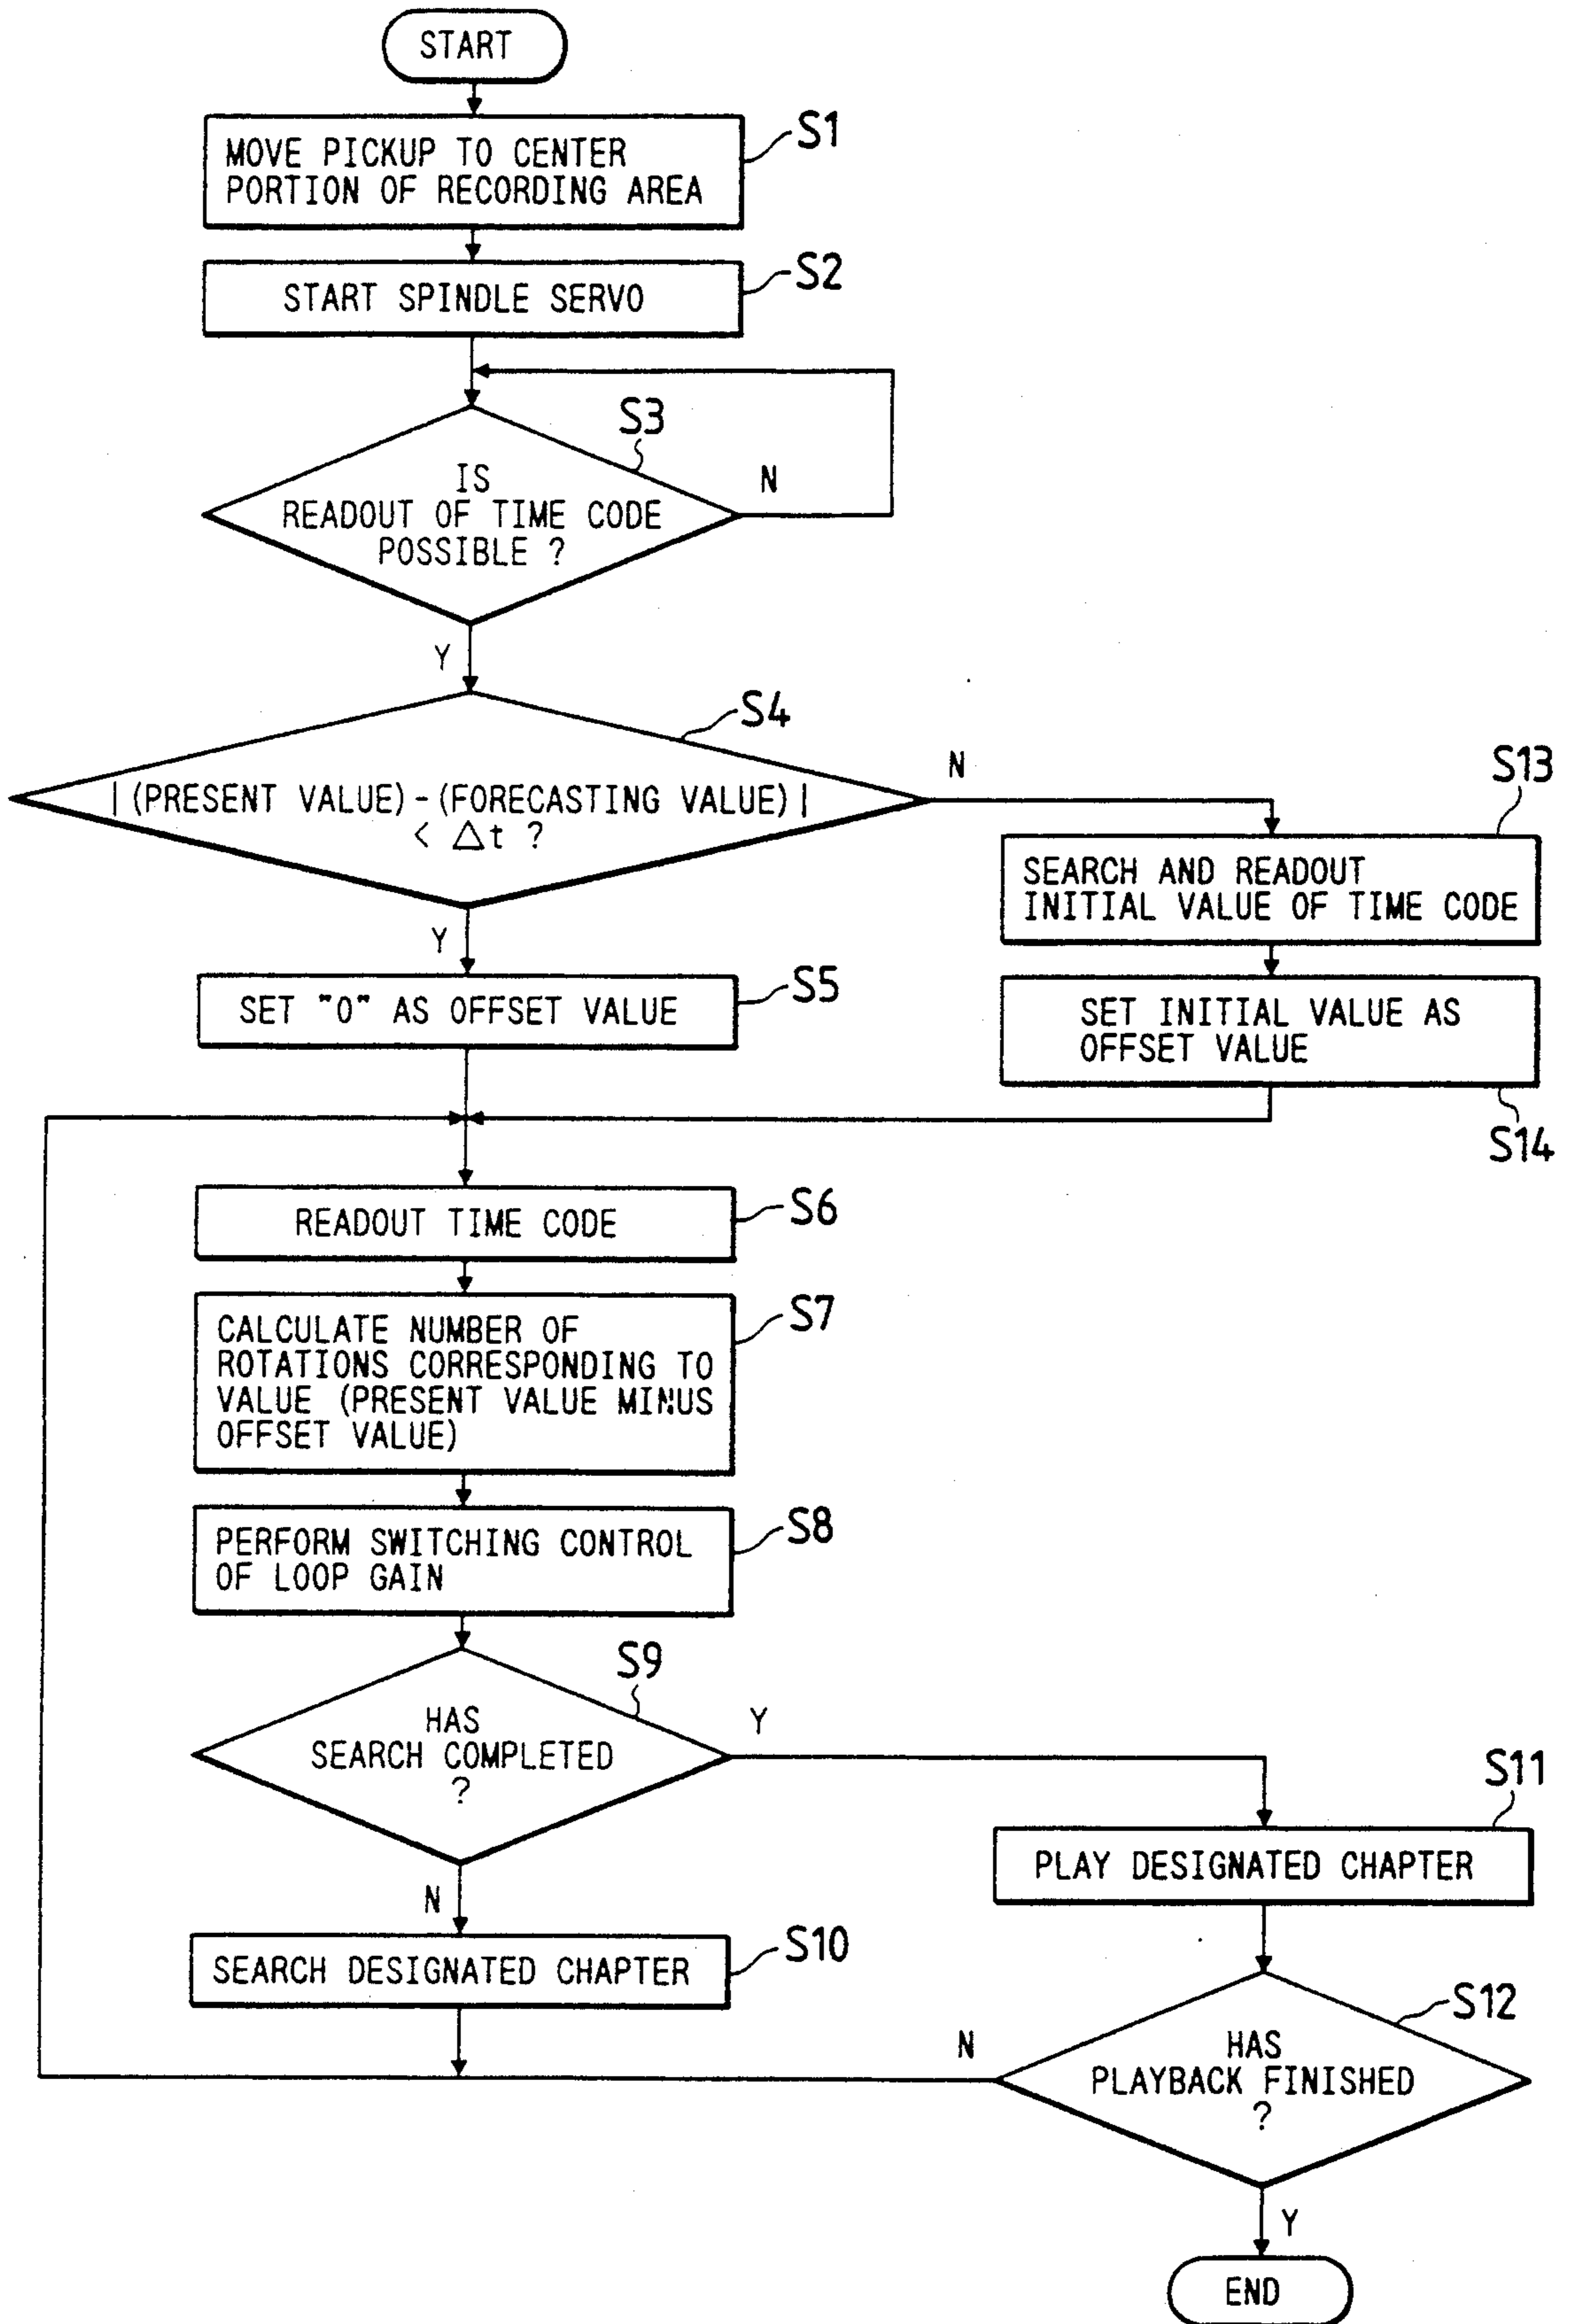 START
S1
MOVE PICKUP TO CENTER
PORTION OF RECORDING AREA
S2
START SPINDLE SERVO
S3
IS
READOUT OF TIME CODE
POSSIBLE ?
N
Y
S4
| (PRESENT VALUE) - (FORECASTING VALUE) |
< Δt ?
N
Y
S13
SEARCH AND READOUT
INITIAL VALUE OF TIME CODE
S5
SET "0" AS OFFSET VALUE
SET INITIAL VALUE AS
OFFSET VALUE
S14
S6
READOUT TIME CODE
S7
CALCULATE NUMBER OF
ROTATIONS CORRESPONDING TO
VALUE (PRESENT VALUE MINUS
OFFSET VALUE)
S8
PERFORM SWITCHING CONTROL
OF LOOP GAIN
S9
HAS
SEARCH COMPLETED
?
Y
N
S11
PLAY DESIGNATED CHAPTER
S10
SEARCH DESIGNATED CHAPTER
S12
HAS
PLAYBACK FINISHED
?
N
Y
END